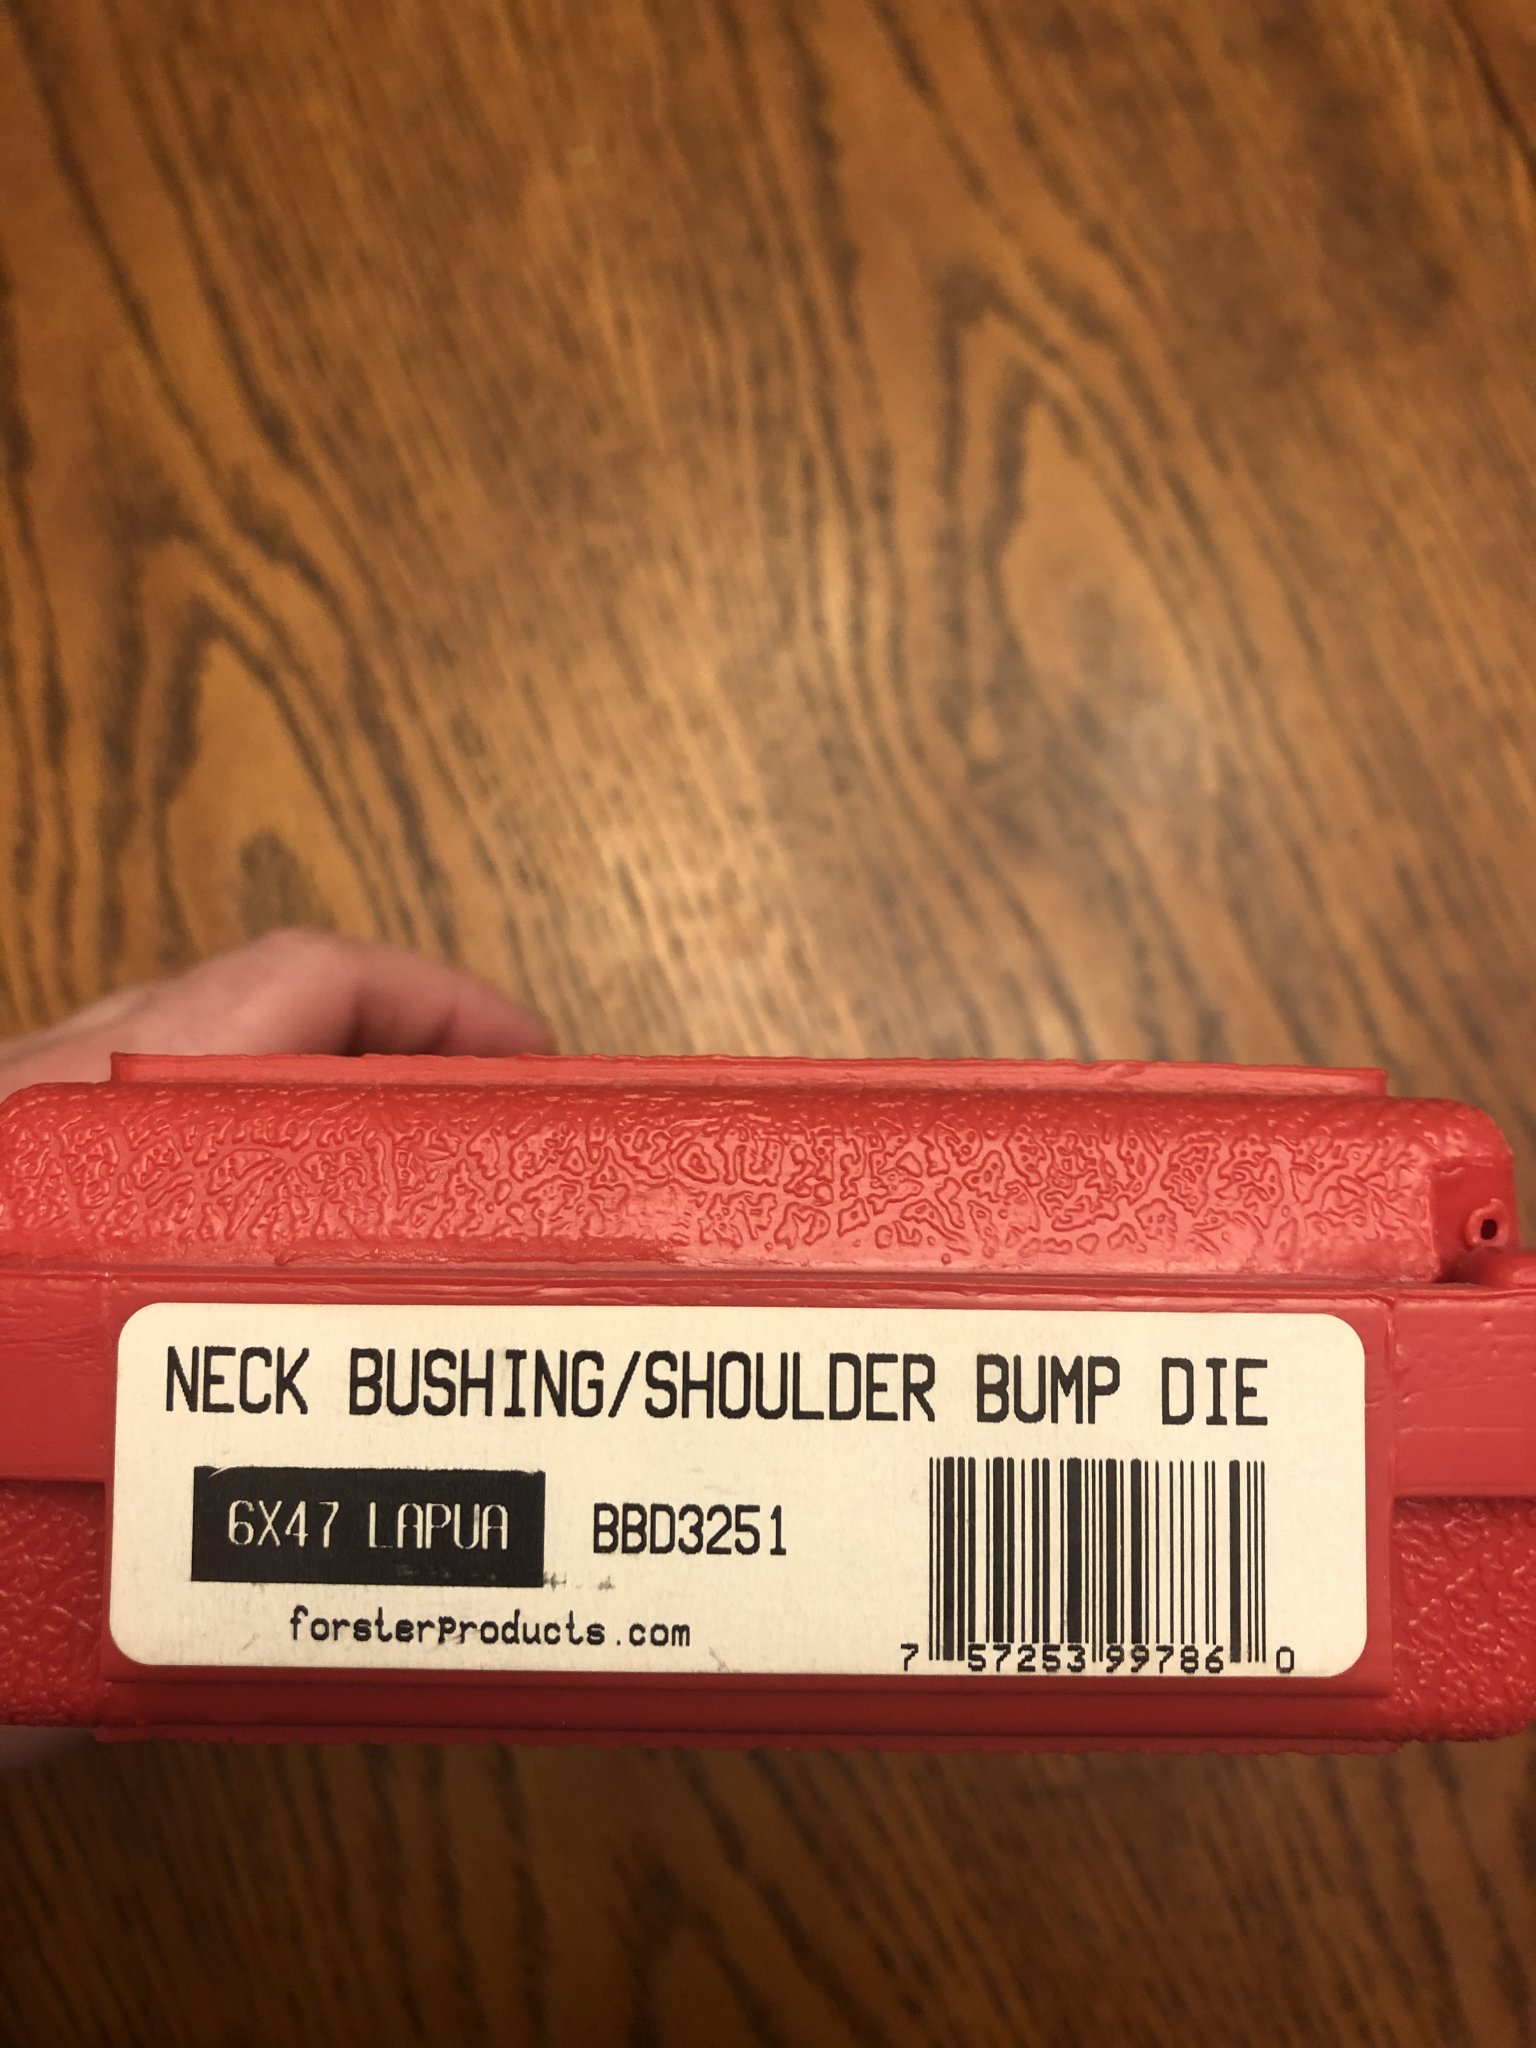 NECK BUSHING/SHOULDER BUMP DIE
6X47 LAPUA BBD3251
forsterProducts.com
7 57253 99786 0